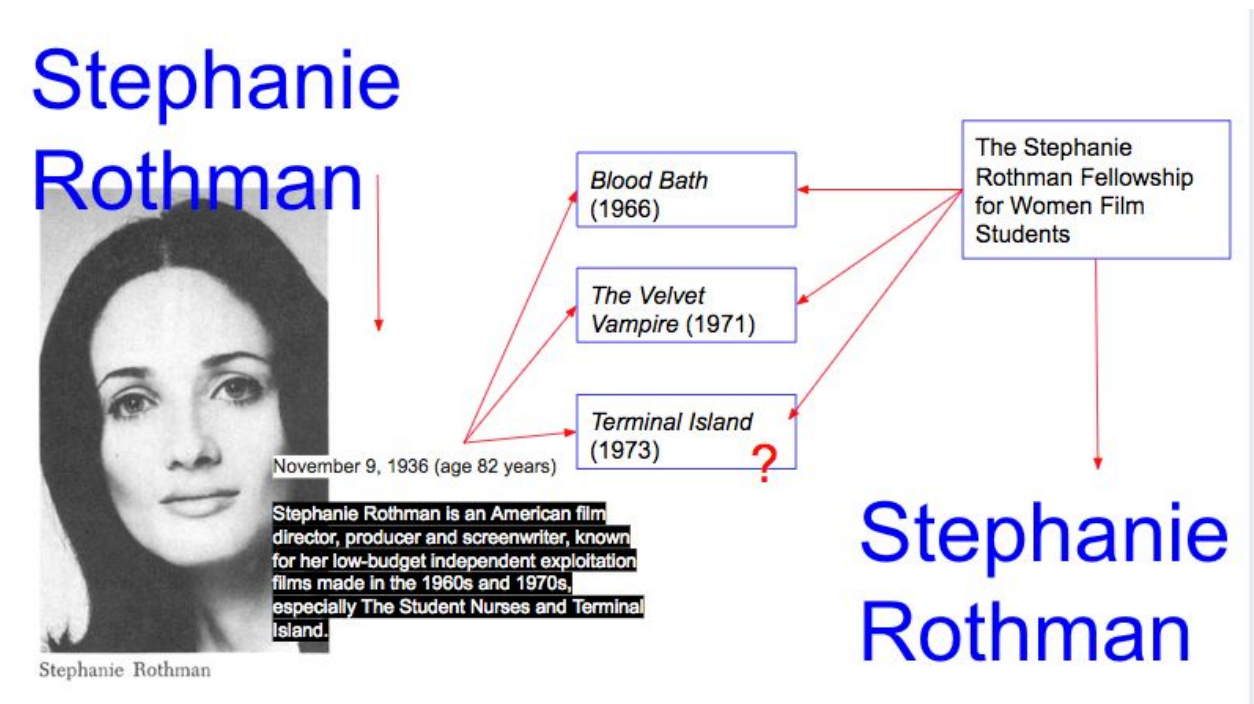 Stephanie
Rothman
Blood Bath
(1966)
The Velvet
Vampire (1971)
Terminal Island
(1973)
?
The Stephanie
Rothman Fellowship
for Women Film
Students
November 9, 1936 (age 82 years)
Stephanie Rothman is an American film
director, producer and screenwriter, known
for her low-budget independent exploitation
films made in the 1960s and 1970s,
especially The Student Nurses and Terminal
Island.
Stephanie Rothman
Stephanie
Rothman